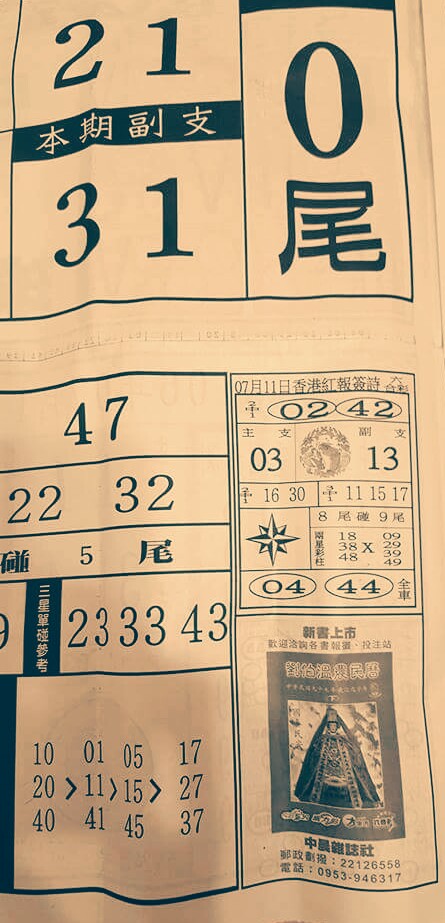 21
本期副支
31
0
尾
47
22 32
碰 5 尾
9
三星單碰參考
23 33 43
10 01 05 17
20 > 11 > 15 > 27
40 41 45 37
07月11日香港紅報簽詩
02 42
主支 副支
03 13
16 30 11 15 17
8尾碰9尾
兩星彩柱
18 09
38 X 29
48 39
49
04 44 全車
新書上市
歡迎洽詢各書報攤、投注站
劉伯溫農民曆
中晨雜誌社
郵政劃撥:22126558
電話:0953-946317